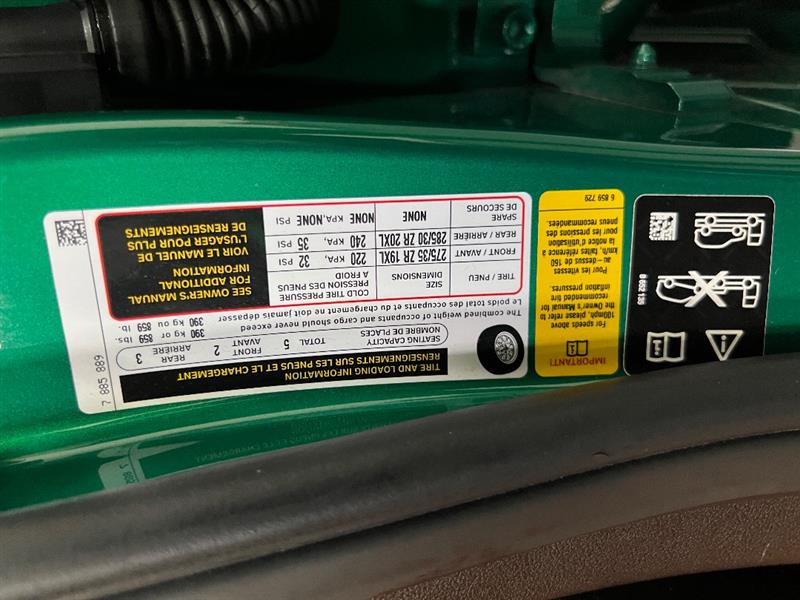 TIRE AND LOADING INFORMATION
RENSEIGNEMENTS SUR LES PNEUS ET LE CHARGEMENT
SEATING CAPACITY
NOMBRE DE PLACES
TOTAL 5
FRONT
AVANT 2
REAR
ARRIÈRE 3
The combined weight of occupants and cargo should never exceed 390 kg or 859 lbs.
Le poids total des occupants et du chargement ne doit jamais dépasser 390 kg ou 859 lb.
TIRE / PNEU
SIZE
DIMENSIONS
COLD TIRE PRESSURE
PRESSION DES PNEUS
A FROID
FRONT / AVANT 275/35 ZR 19XL 220 KPA, 32 PSI
REAR / ARRIÈRE 285/30 ZR 20XL 240 KPA, 35 PSI
SPARE
DE SECOURS NONE NONE KPA,NONE PSI
SEE OWNER'S MANUAL
FOR ADDITIONAL
INFORMATION
VOIR LE MANUEL DE
L'USAGER POUR PLUS
DE RENSEIGNEMENTS
7 885 889
IMPORTANT!
For speeds above
100mph, please refer to
the Owner's Manual for
recommended tire
inflation pressures.
Pour les vitesses
au-dessus de 160
km/h, faites référence à
la notice d'utilisation
pour les pressions des
pneus recommandées.
6 859 729